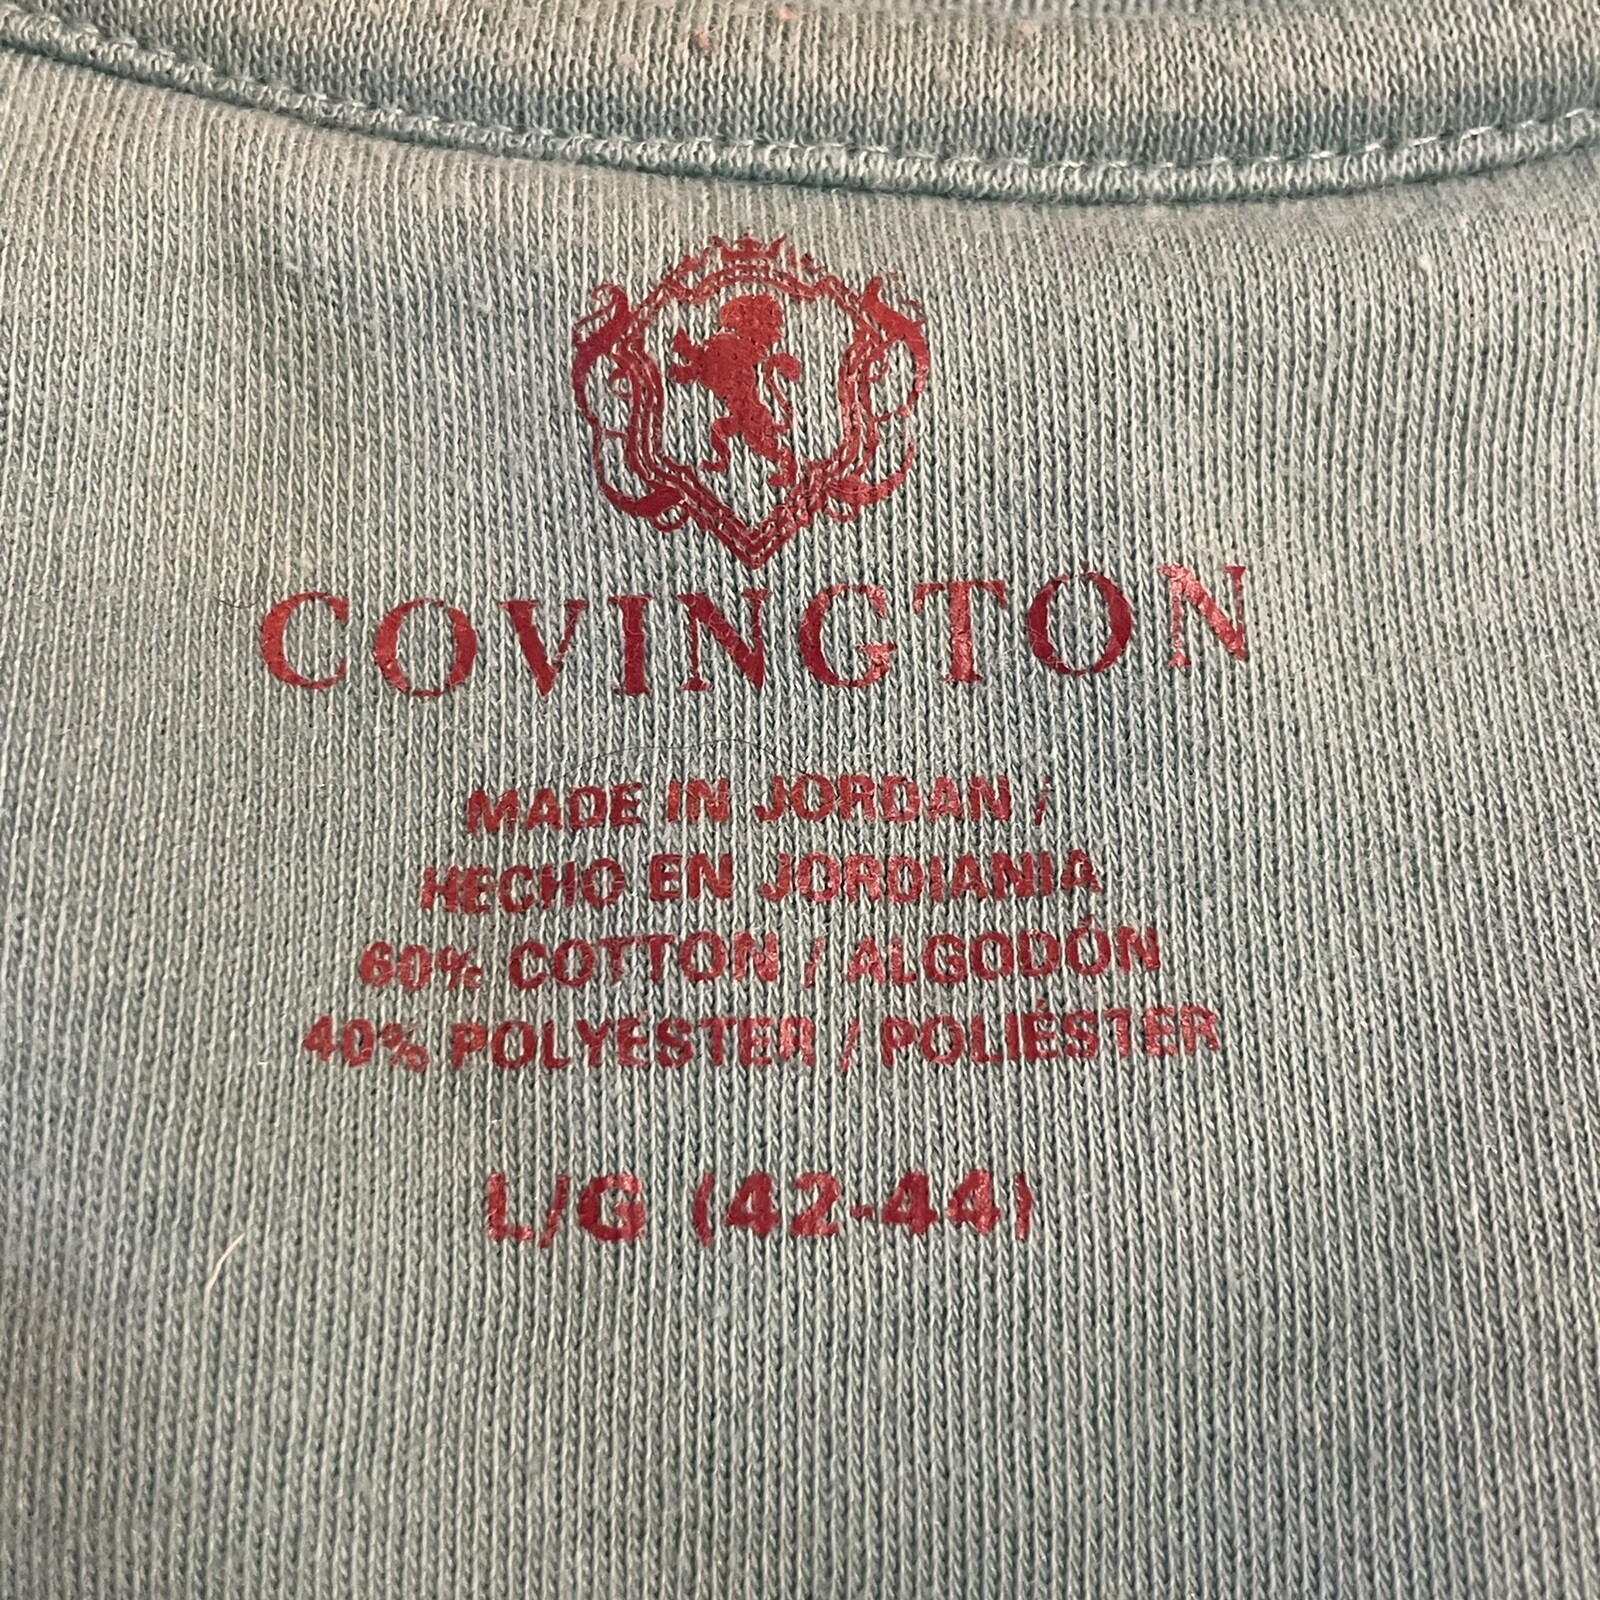 COVINGTON
MADE IN JORDAN /
HECHO EN JORDIANIA
60% COTTON / ALGODÓN
40% POLYESTER / POLIÉSTER
L/G (42-44)